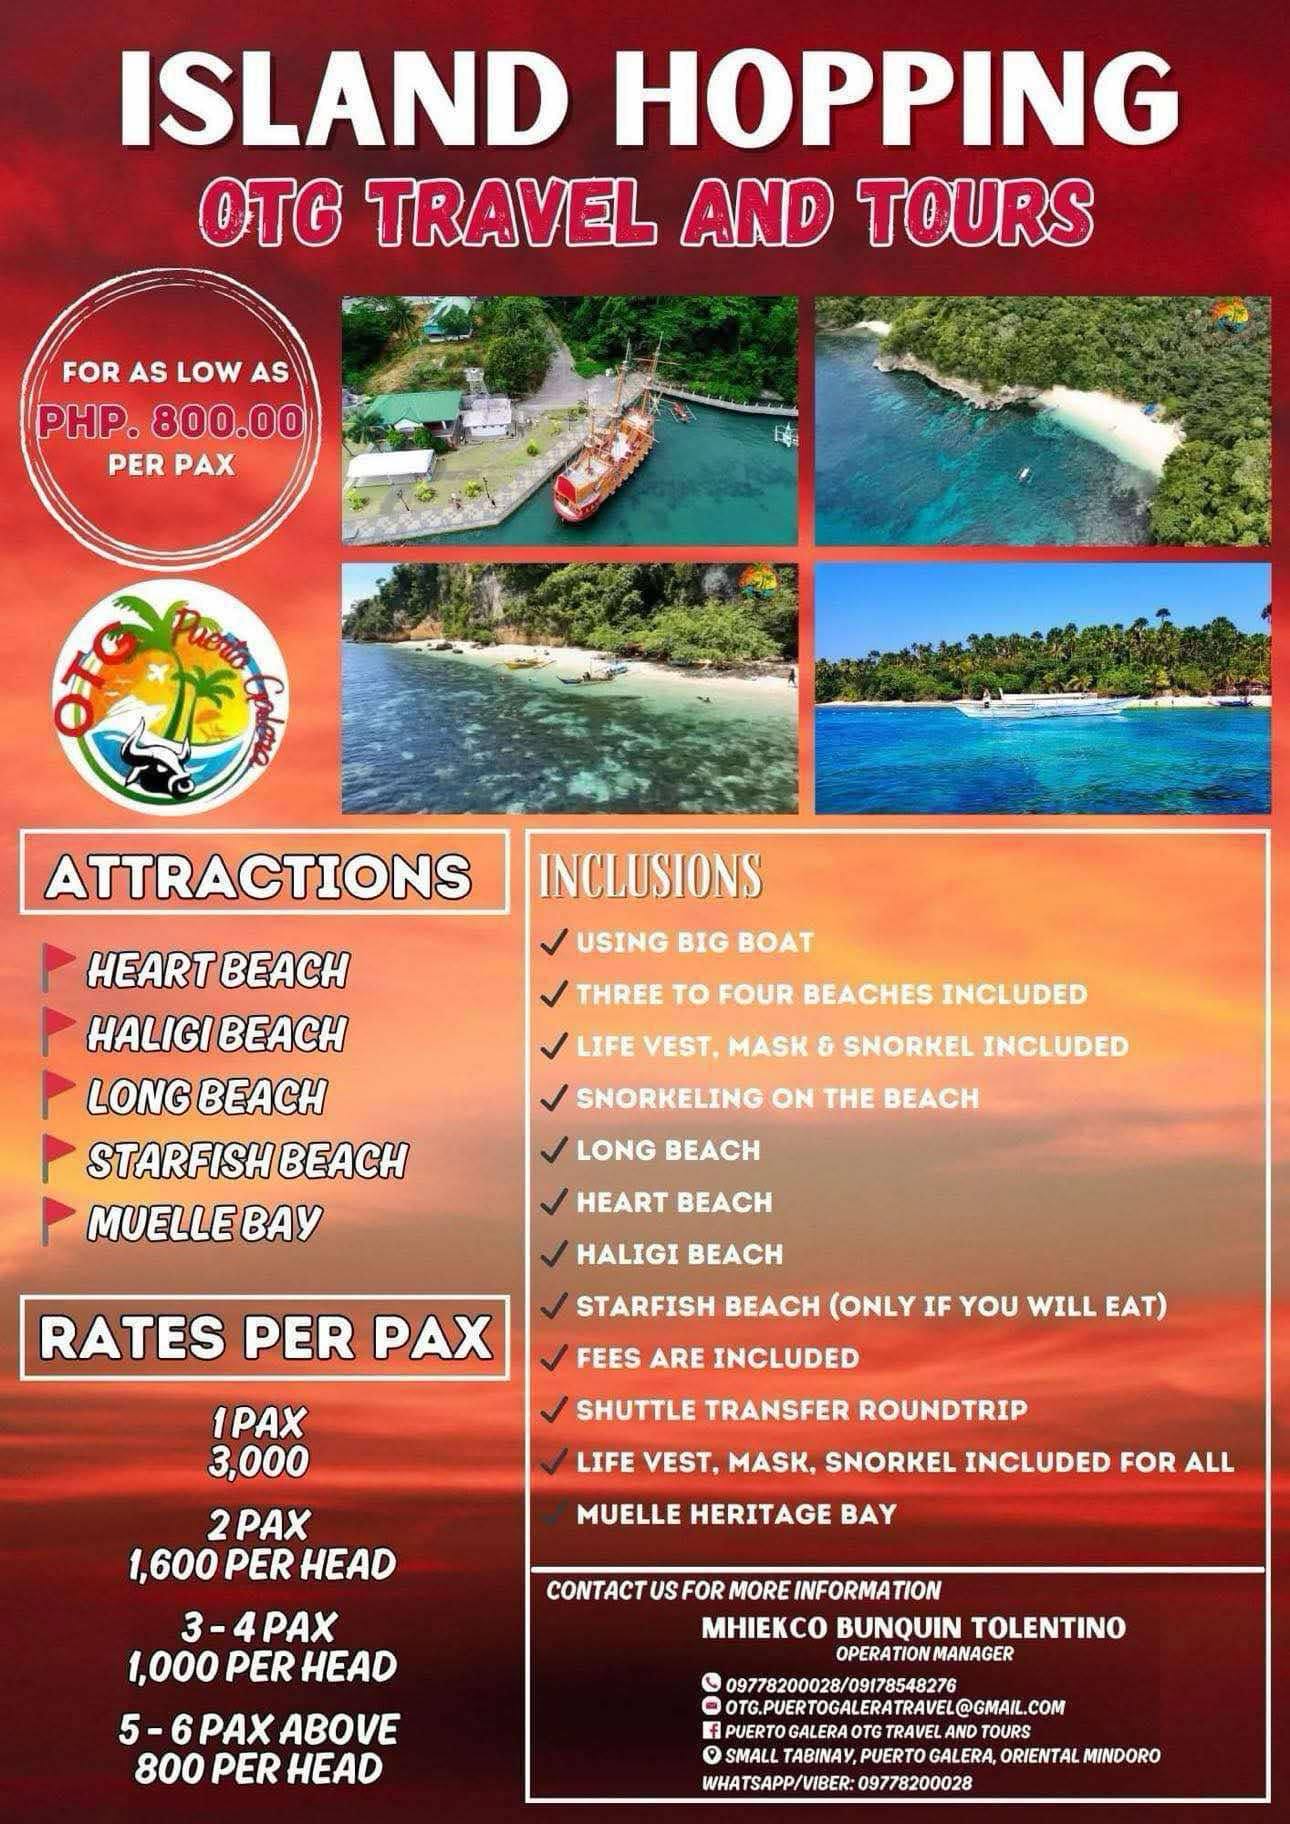 ISLAND HOPPING
OTG TRAVEL AND TOURS
FOR AS LOW AS
PHP. 800.00
PER PAX
OTG Puerto Galera
ATTRACTIONS
HEART BEACH
HALIGI BEACH
LONG BEACH
STARFISH BEACH
MUELLE BAY
RATES PER PAX
1 PAX
3,000
2 PAX
1,600 PER HEAD
3 - 4 PAX
1,000 PER HEAD
5 - 6 PAX ABOVE
800 PER HEAD
INCLUSIONS
USING BIG BOAT
THREE TO FOUR BEACHES INCLUDED
LIFE VEST, MASK & SNORKEL INCLUDED
SNORKELING ON THE BEACH
LONG BEACH
HEART BEACH
HALIGI BEACH
STARFISH BEACH (ONLY IF YOU WILL EAT)
FEES ARE INCLUDED
SHUTTLE TRANSFER ROUNDTRIP
LIFE VEST, MASK, SNORKEL INCLUDED FOR ALL
MUELLE HERITAGE BAY
CONTACT US FOR MORE INFORMATION
MHIEKCO BUNQUIN TOLENTINO
OPERATION MANAGER
09778200028/09178548276
OTG.PUERTOGALERATRAVEL@GMAIL.COM
PUERTO GALERA OTG TRAVEL AND TOURS
SMALL TABINAY, PUERTO GALERA, ORIENTAL MINDORO
WHATSAPP/VIBER: 09778200028